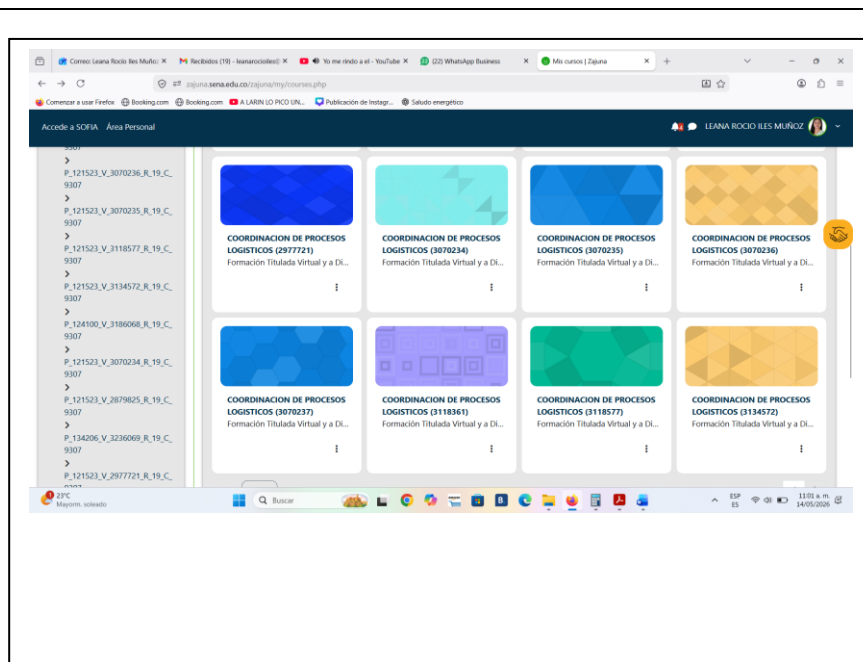 Correo: Leana Rocio Iles Muñoz
Recibidos (19) - leanarocioiles@
Yo me rindo a el - YouTube
(22) WhatsApp Business
Mis cursos | Zajuna
zajuna.sena.edu.co/zajuna/my/courses.php
Comenzar a usar Firefox
Booking.com
Booking.com
A LARIN LO PICO UN...
Publicación de Instagr...
Saludo energético
Accede a SOFIA
Área Personal
LEANA ROCIO ILES MUÑOZ
9307
P_121523_V_3070236_R_19_C_
9307
P_121523_V_3070235_R_19_C_
9307
P_121523_V_3118577_R_19_C_
9307
P_121523_V_3134572_R_19_C_
9307
P_124100_V_3186068_R_19_C_
9307
P_121523_V_3070234_R_19_C_
9307
P_121523_V_2879825_R_19_C_
9307
P_134206_V_3236069_R_19_C_
9307
P_121523_V_2977721_R_19_C_
COORDINACION DE PROCESOS
LOGISTICOS (2977721)
Formación Titulada Virtual y a Di...
COORDINACION DE PROCESOS
LOGISTICOS (3070234)
Formación Titulada Virtual y a Di...
COORDINACION DE PROCESOS
LOGISTICOS (3070235)
Formación Titulada Virtual y a Di...
COORDINACION DE PROCESOS
LOGISTICOS (3070236)
Formación Titulada Virtual y a Di...
COORDINACION DE PROCESOS
LOGISTICOS (3070237)
Formación Titulada Virtual y a Di...
COORDINACION DE PROCESOS
LOGISTICOS (3118361)
Formación Titulada Virtual y a Di...
COORDINACION DE PROCESOS
LOGISTICOS (3118577)
Formación Titulada Virtual y a Di...
COORDINACION DE PROCESOS
LOGISTICOS (3134572)
Formación Titulada Virtual y a Di...
23°C
Mayorm. soleado
Buscar
ESP
ES
11:01 a. m.
14/05/2026